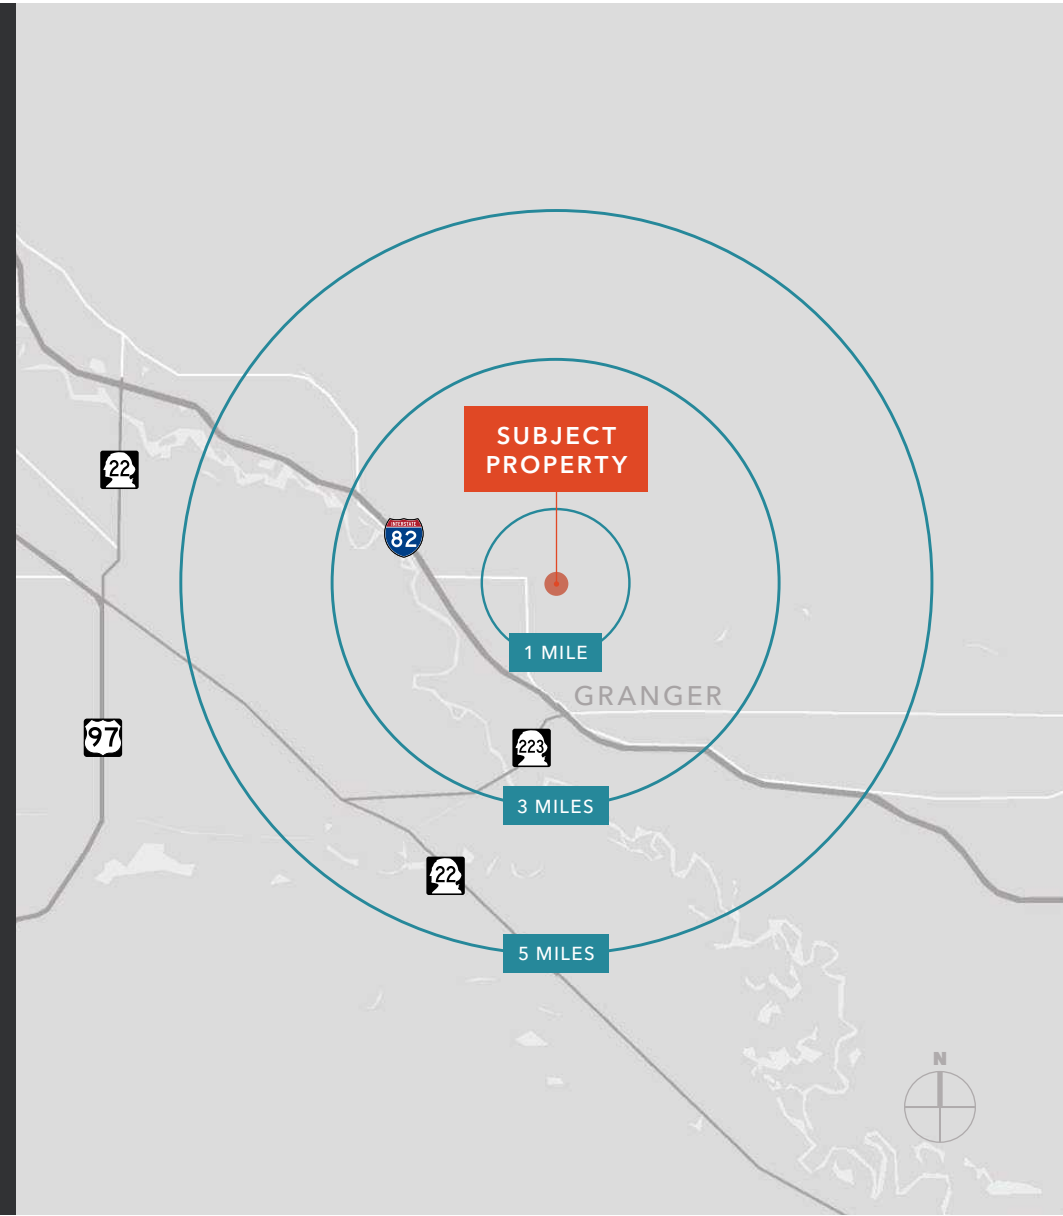 SUBJECT
PROPERTY
22
INTERSTATE
82
1 MILE
GRANGER
97
223
3 MILES
22
5 MILES
N